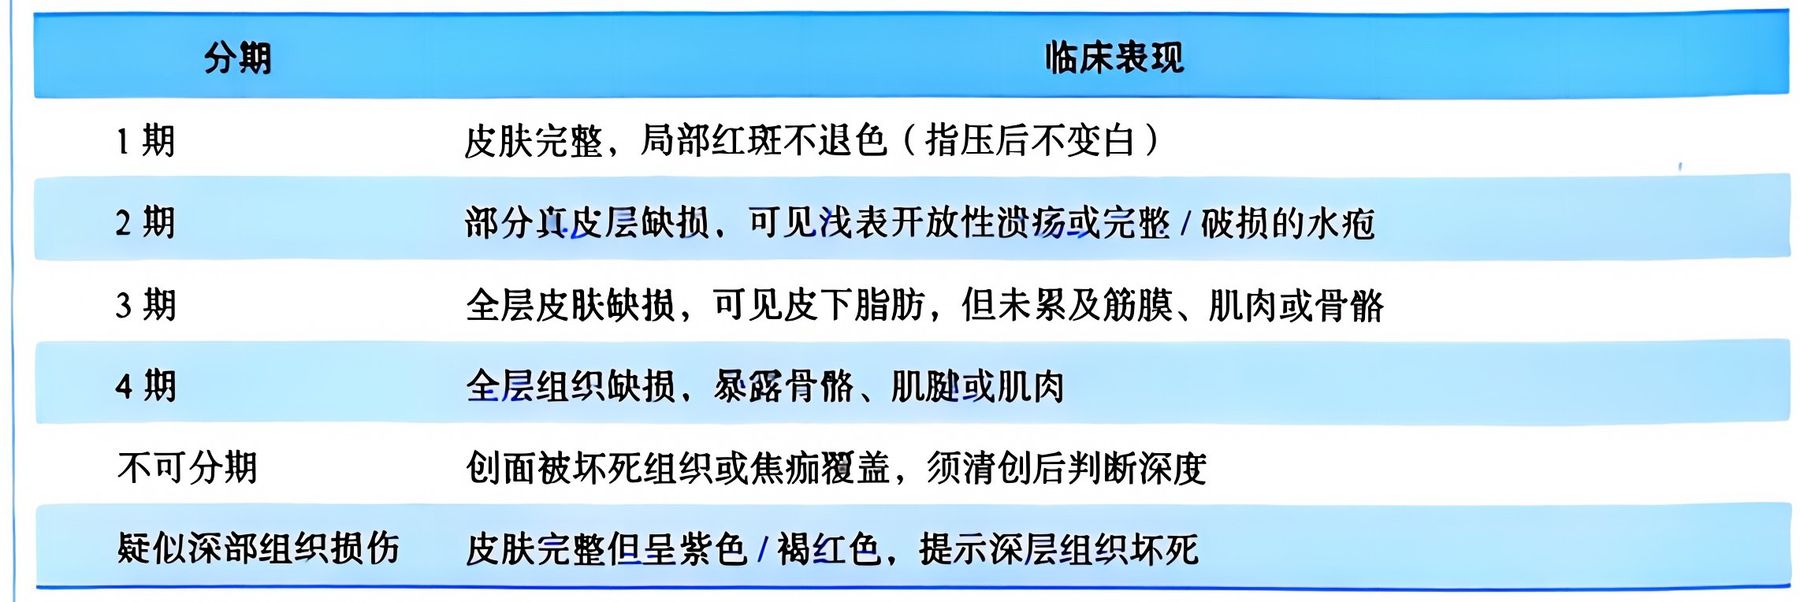 分期 临床表现
1 期 皮肤完整，局部红斑不退色（指压后不变白）
2 期 部分真皮层缺损，可见浅表开放性溃疡或完整 / 破损的水疱
3 期 全层皮肤缺损，可见皮下脂肪，但未累及筋膜、肌肉或骨骼
4 期 全层组织缺损，暴露骨骼、肌腱或肌肉
不可分期 创面被坏死组织或焦痂覆盖，须清创后判断深度
疑似深部组织损伤 皮肤完整但呈紫色 / 褐红色，提示深层组织坏死